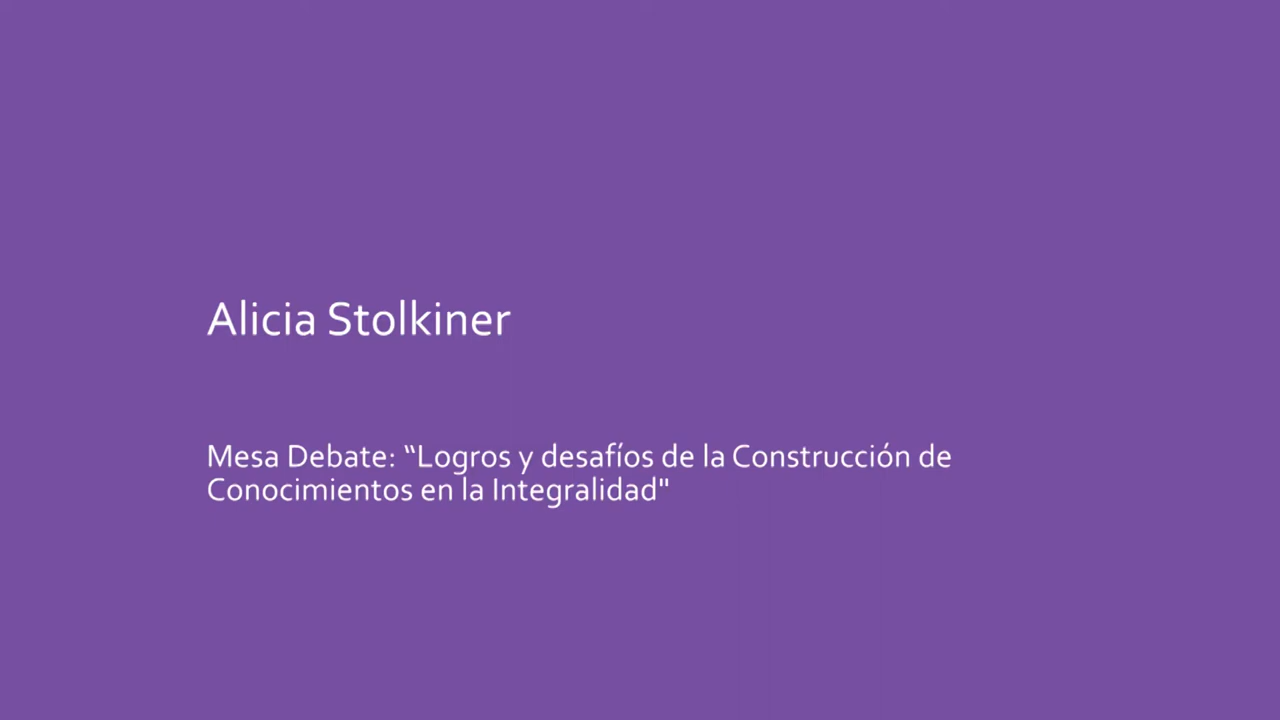 Alicia Stolkiner
Mesa Debate: “Logros y desafíos de la Construcción de
Conocimientos en la Integralidad"